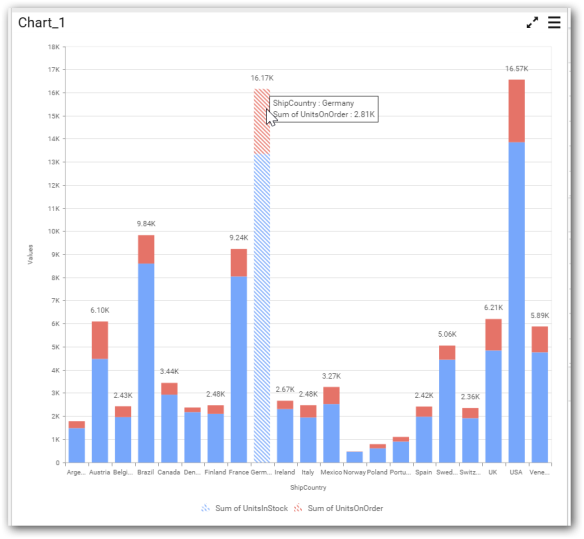 Chart_1
18K
17K
16K
15K
14K
13K
12K
11K
10K
9K
8K
7K
6K
5K
4K
3K
2K
1K
0
Values
6.10K
2.43K
9.84K
3.44K
2.48K
9.24K
16.17K
2.67K
2.48K
3.27K
2.42K
5.06K
2.36K
6.21K
16.57K
5.89K
ShipCountry : Germany
Sum of UnitsOnOrder : 2.81K
Arge... Austria Belgi... Brazil Canada Den... Finland France Germ... Ireland Italy Mexico Norway Poland Portu... Spain Swed... Switz... UK USA Vene...
ShipCountry
Sum of UnitsInStock Sum of UnitsOnOrder